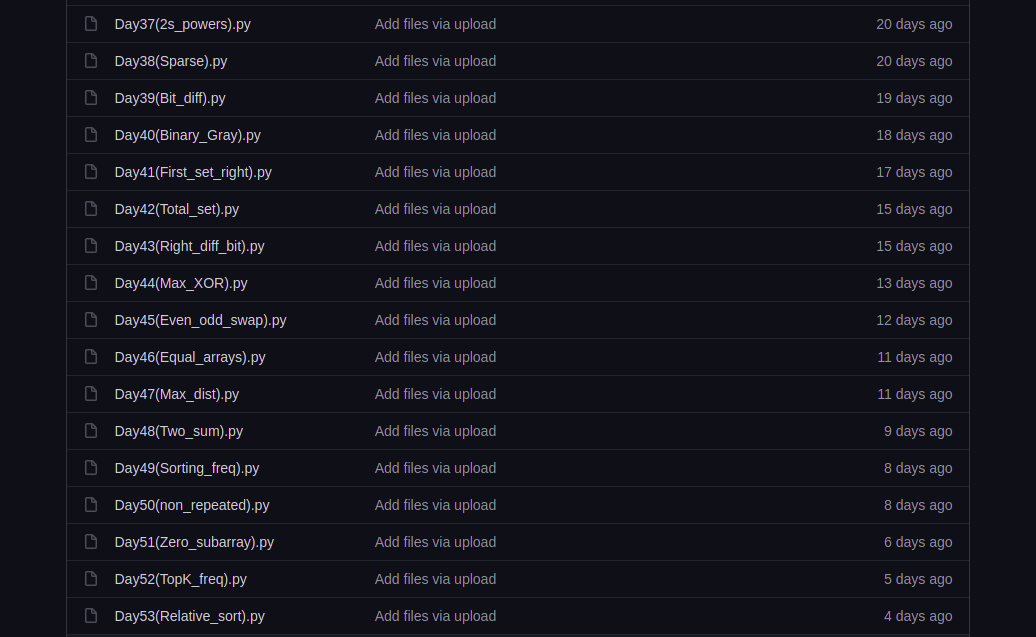 Day37(2s_powers).py Add files via upload 20 days ago
Day38(Sparse).py Add files via upload 20 days ago
Day39(Bit_diff).py Add files via upload 19 days ago
Day40(Binary_Gray).py Add files via upload 18 days ago
Day41(First_set_right).py Add files via upload 17 days ago
Day42(Total_set).py Add files via upload 15 days ago
Day43(Right_diff_bit).py Add files via upload 15 days ago
Day44(Max_XOR).py Add files via upload 13 days ago
Day45(Even_odd_swap).py Add files via upload 12 days ago
Day46(Equal_arrays).py Add files via upload 11 days ago
Day47(Max_dist).py Add files via upload 11 days ago
Day48(Two_sum).py Add files via upload 9 days ago
Day49(Sorting_freq).py Add files via upload 8 days ago
Day50(non_repeated).py Add files via upload 8 days ago
Day51(Zero_subarray).py Add files via upload 6 days ago
Day52(TopK_freq).py Add files via upload 5 days ago
Day53(Relative_sort).py Add files via upload 4 days ago